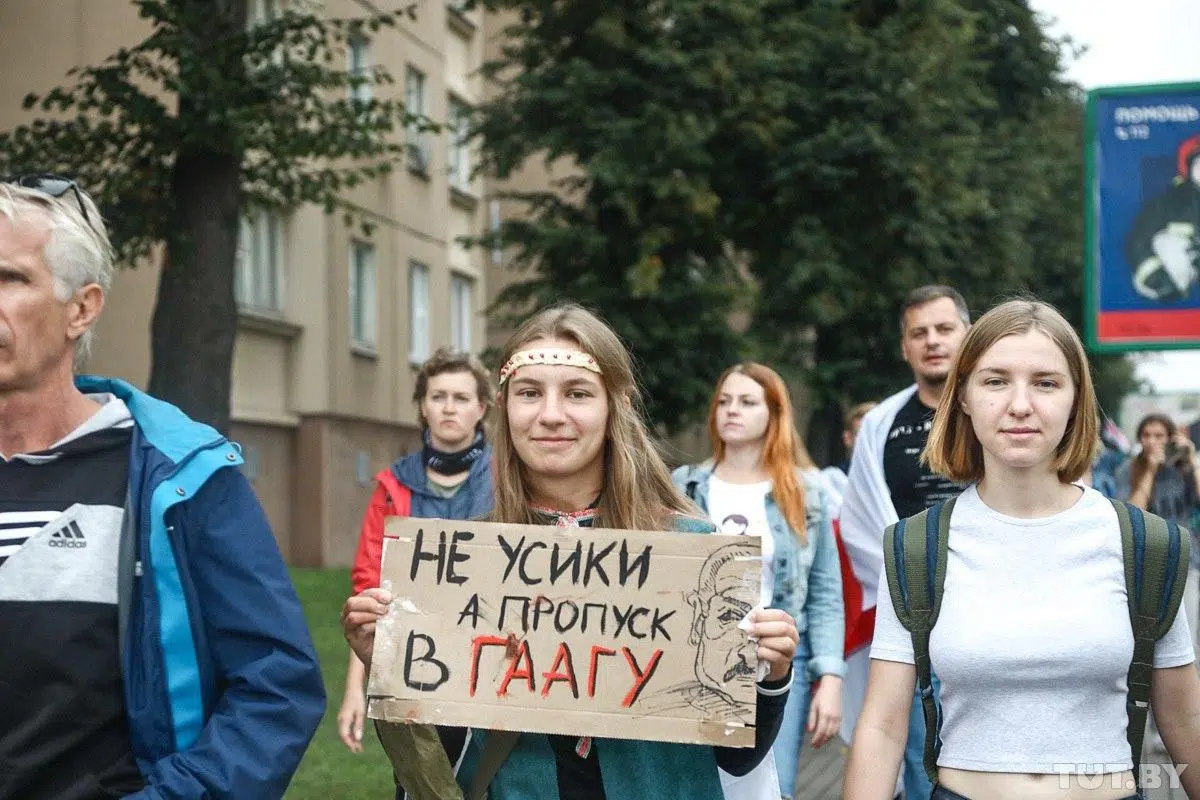 ПОМОЩЬ
adidas
НЕ УСИКИ
А ПРОПУСК
В ГААГУ
TUT.BY